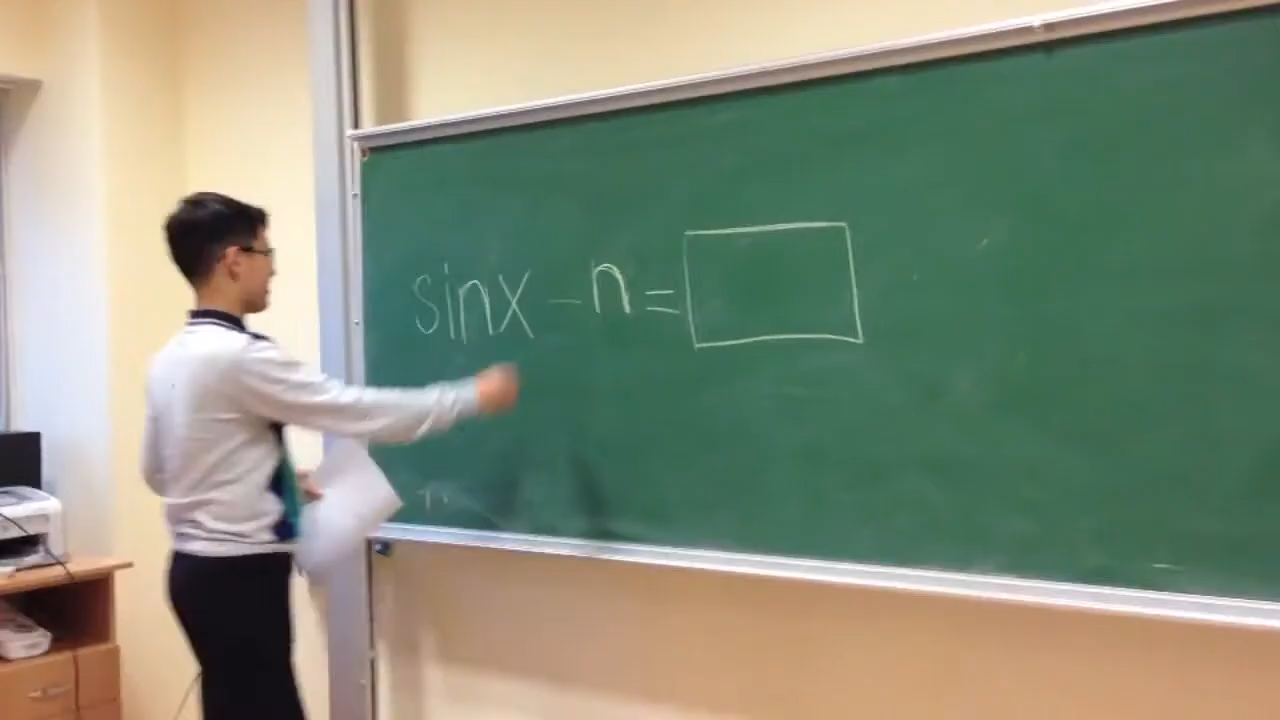 sinx - n =